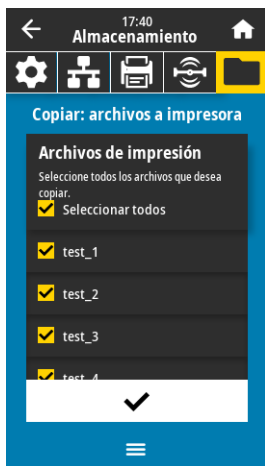 17:40
Almacenamiento
Copiar: archivos a impresora
Archivos de impresión
Seleccione todos los archivos que desea
copiar.
Seleccionar todos
test_1
test_2
test_3
test_4